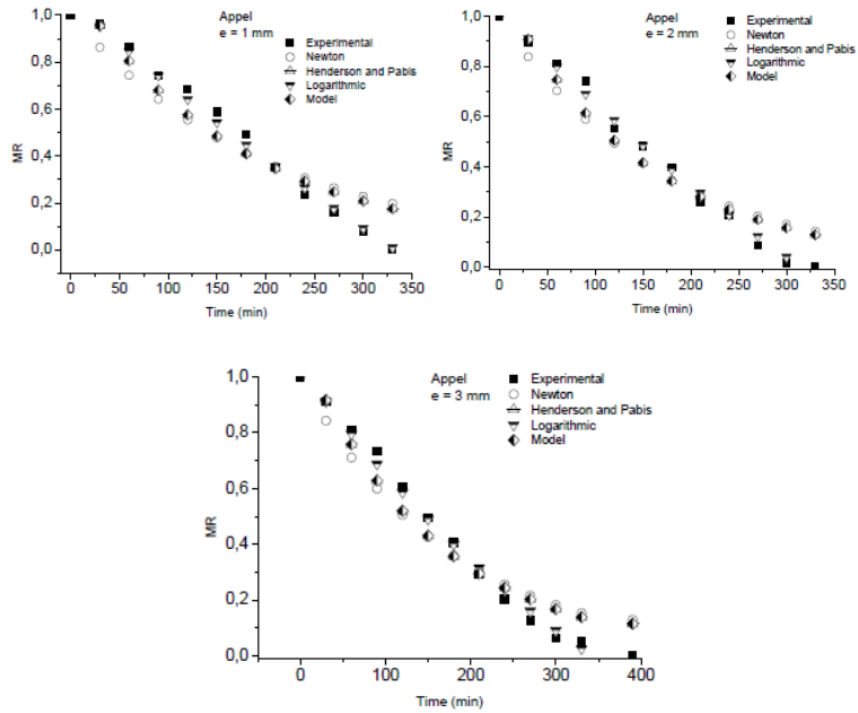 Appel
e = 1 mm
Experimental
Newton
Henderson and Pabis
Logarithmic
Model
MR
1,0
0,8
0,6
0,4
0,2
0,0
0
50
100
150
200
250
300
350
Time (min)
Appel
e = 2 mm
Experimental
Newton
Henderson and Pabis
Logarithmic
Model
MR
1,0
0,8
0,6
0,4
0,2
0,0
0
50
100
150
200
250
300
350
Time (min)
Appel
e = 3 mm
Experimental
Newton
Henderson and Pabis
Logarithmic
Model
MR
1,0
0,8
0,6
0,4
0,2
0,0
0
100
200
300
400
Time (min)